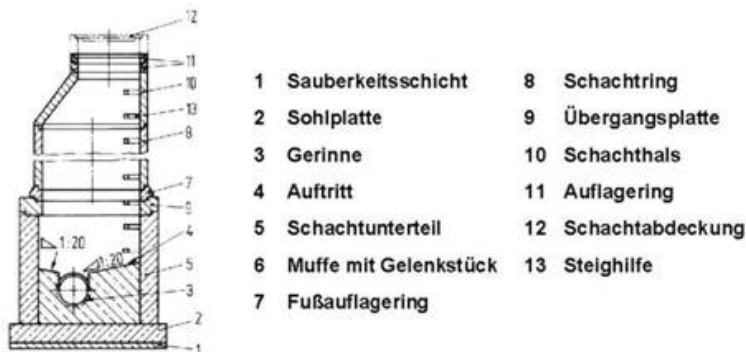 12
11
10
13
8
7
9
1:20
1:20
4
5
3
2
1
1 Sauberkeitsschicht
2 Sohlplatte
3 Gerinne
4 Auftritt
5 Schachtunterteil
6 Muffe mit Gelenkstück
7 Fußauflagering
8 Schachtring
9 Übergangsplatte
10 Schachthals
11 Auflagering
12 Schachtabdeckung
13 Steighilfe